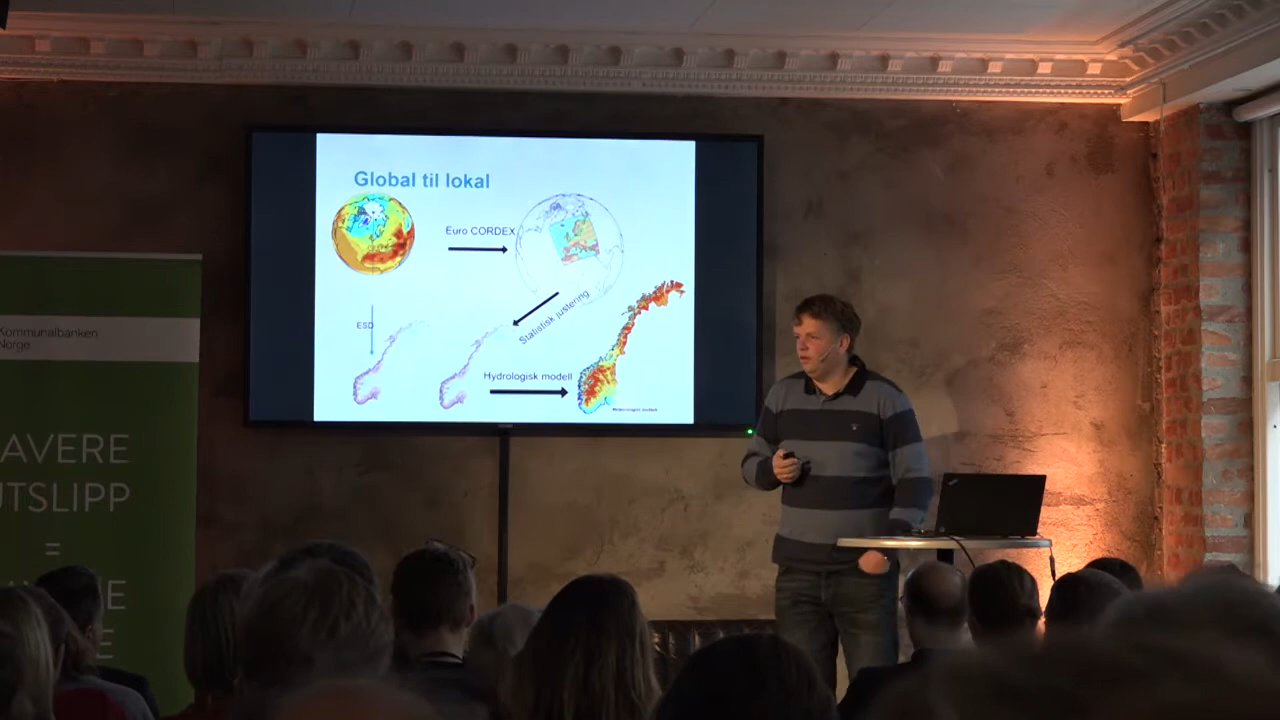 Global til lokal
Euro CORDEX
ESD
Statistisk justering
Hydrologisk modell
Kommunalbanken
Norge
AVERE
UTSLIPP
=